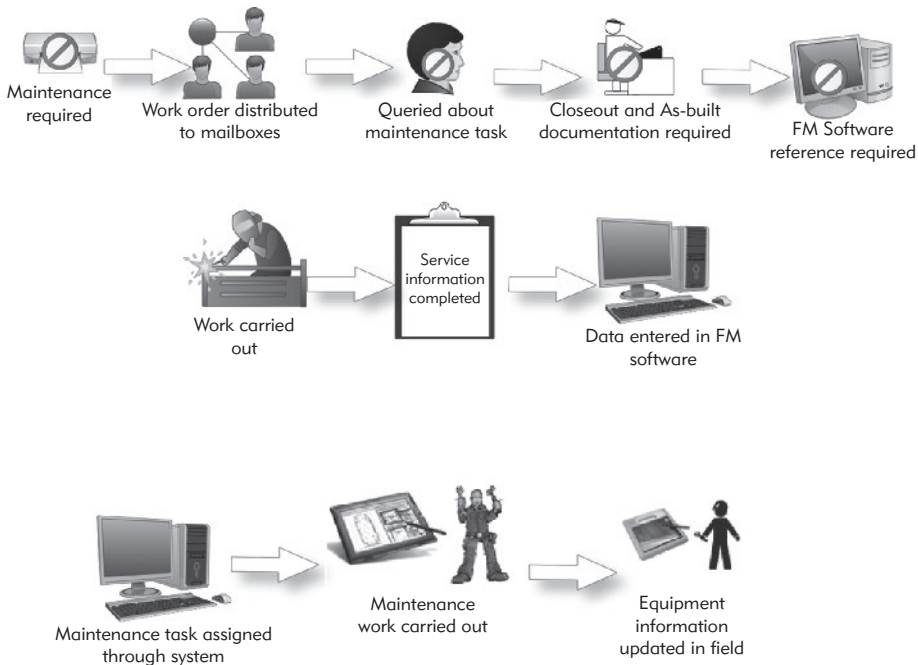 Maintenance
required
Work order distributed
to mailboxes
Queried about
maintenance task
Closeout and As-built
documentation required
FM Software
reference required
Work carried
out
Service
information
completed
Data entered in FM
software
Maintenance task assigned
through system
Maintenance
work carried out
Equipment
information
updated in field